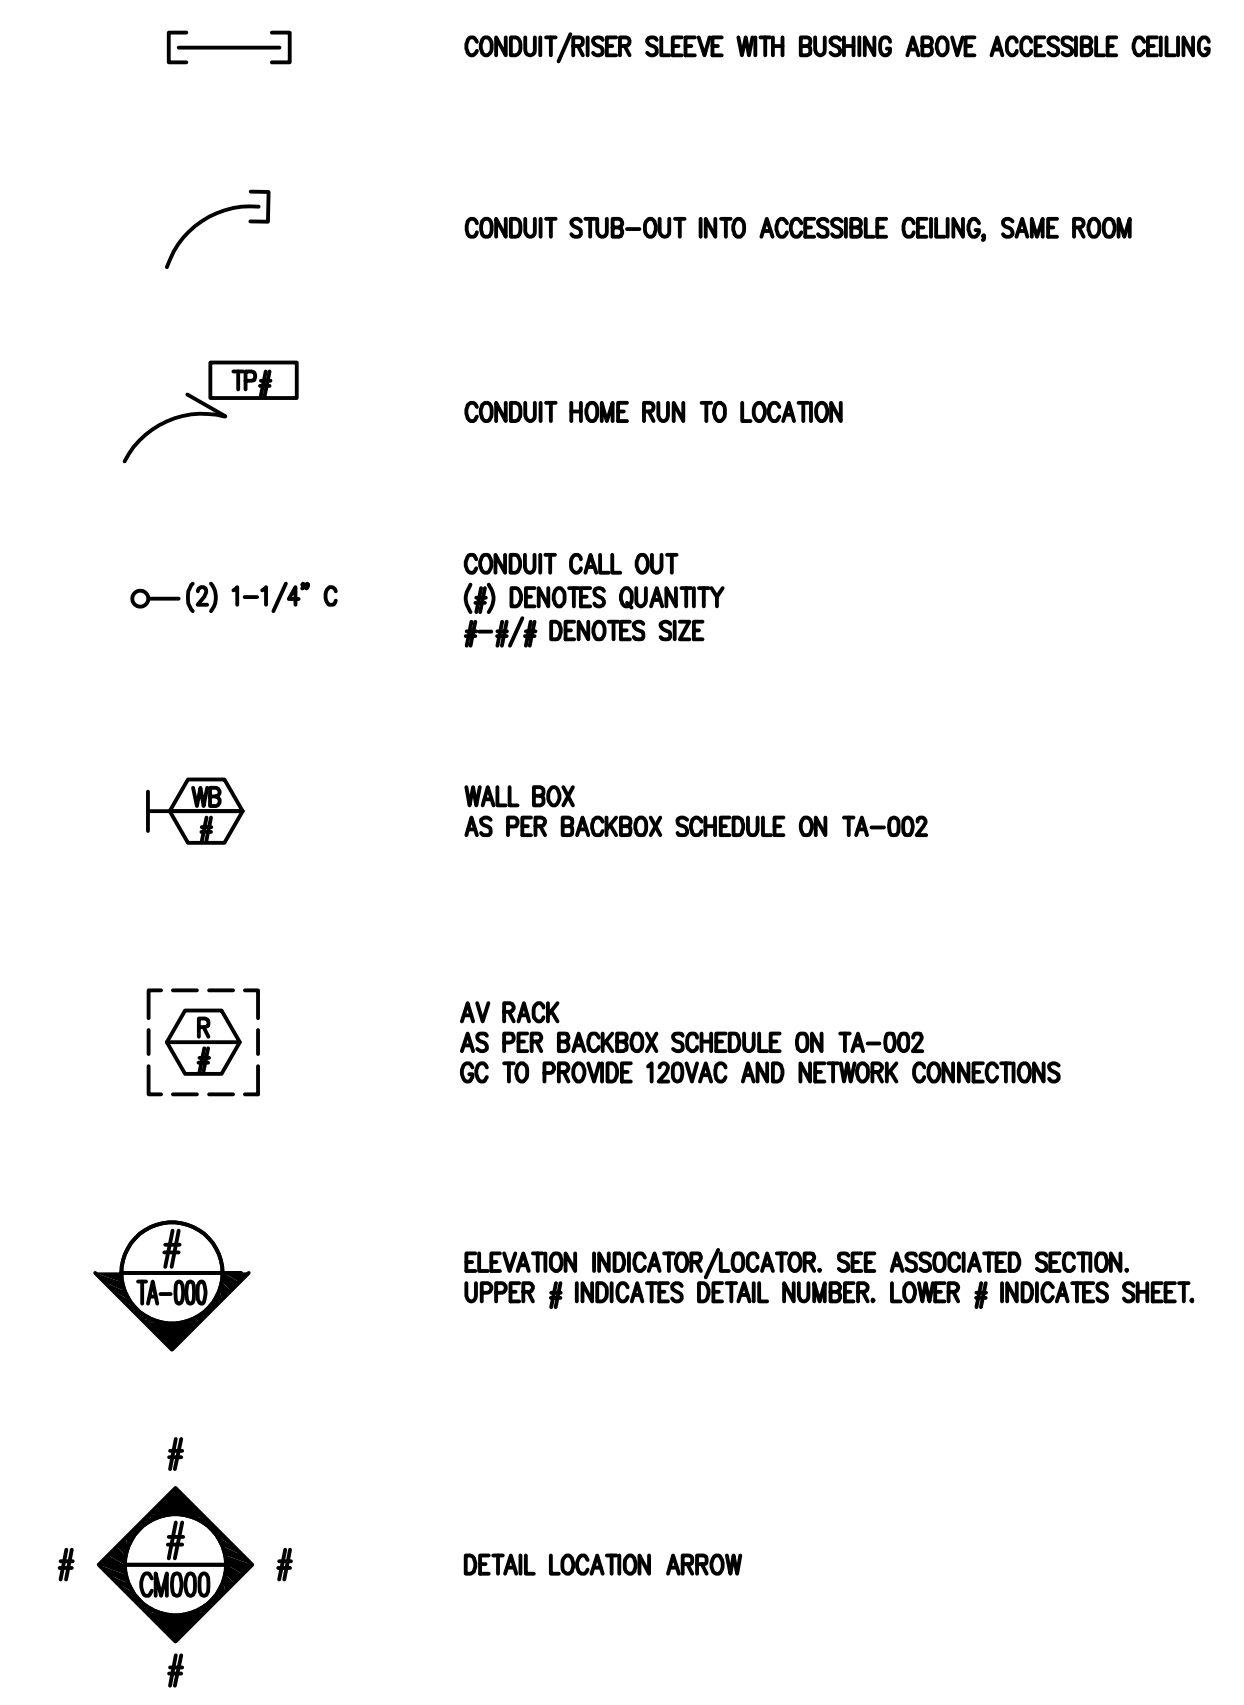 CONDUIT/RISER SLEEVE WITH BUSHING ABOVE ACCESSIBLE CEILING
CONDUIT STUB-OUT INTO ACCESSIBLE CEILING, SAME ROOM
TP#
CONDUIT HOME RUN TO LOCATION
(2) 1-1/4" C
CONDUIT CALL OUT
(#) DENOTES QUANTITY
#-#/# DENOTES SIZE
WB
#
WALL BOX
AS PER BACKBOX SCHEDULE ON TA-002
R
#
AV RACK
AS PER BACKBOX SCHEDULE ON TA-002
GC TO PROVIDE 120VAC AND NETWORK CONNECTIONS
#
TA-000
ELEVATION INDICATOR/LOCATOR. SEE ASSOCIATED SECTION.
UPPER # INDICATES DETAIL NUMBER. LOWER # INDICATES SHEET.
#
#
# #
CM000
DETAIL LOCATION ARROW
#